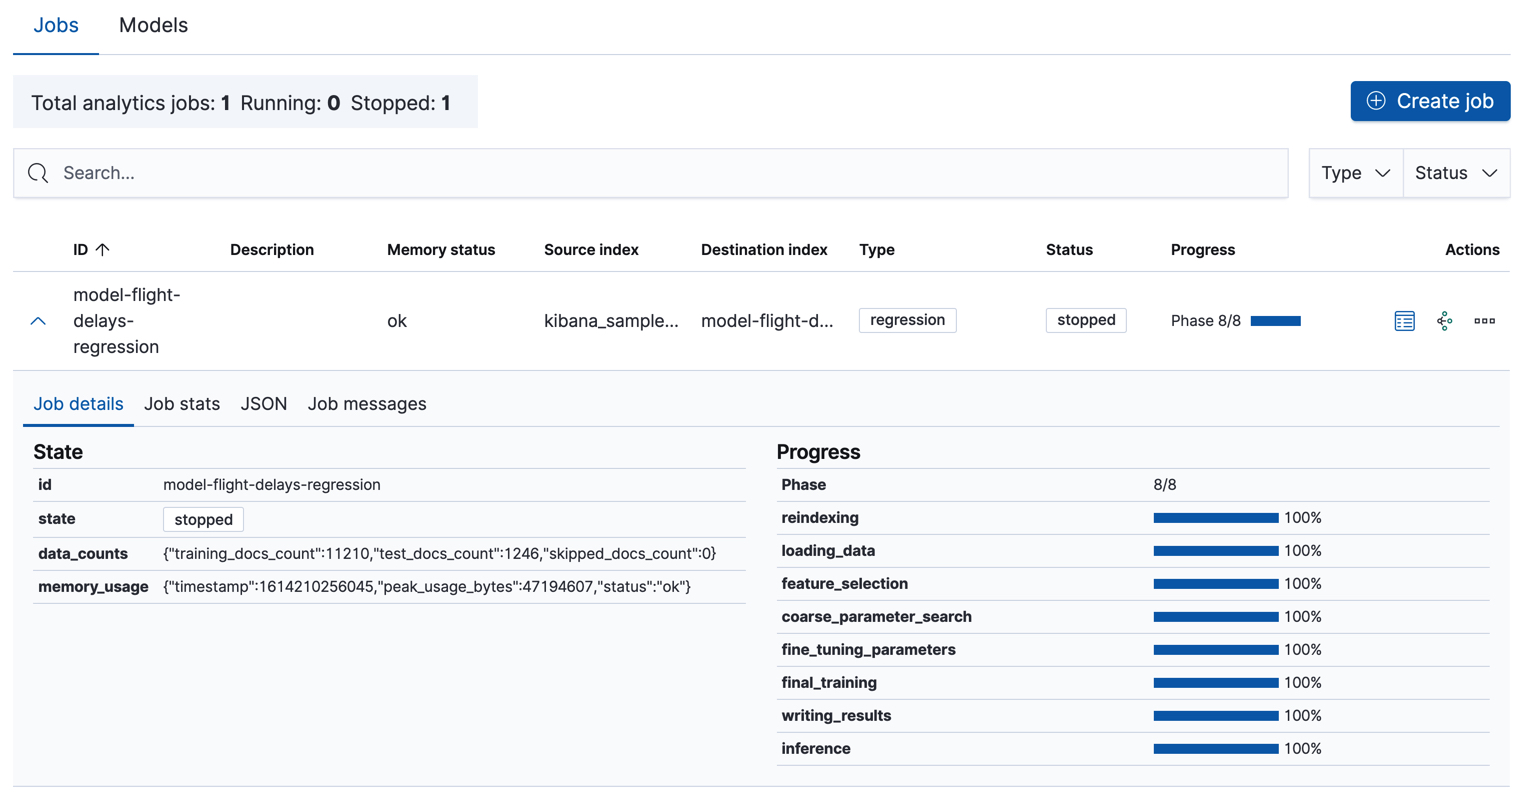 Jobs Models
Total analytics jobs: 1 Running: 0 Stopped: 1
Create job
Search...
Type Status
ID Description Memory status Source index Destination index Type Status Progress Actions
model-flight-
delays-
regression
ok kibana_sample... model-flight-d... regression stopped Phase 8/8
Job details Job stats JSON Job messages
State
id model-flight-delays-regression
state stopped
data_counts {"training_docs_count":11210,"test_docs_count":1246,"skipped_docs_count":0}
memory_usage {"timestamp":1614210256045,"peak_usage_bytes":47194607,"status":"ok"}
Progress
Phase 8/8
reindexing 100%
loading_data 100%
feature_selection 100%
coarse_parameter_search 100%
fine_tuning_parameters 100%
final_training 100%
writing_results 100%
inference 100%